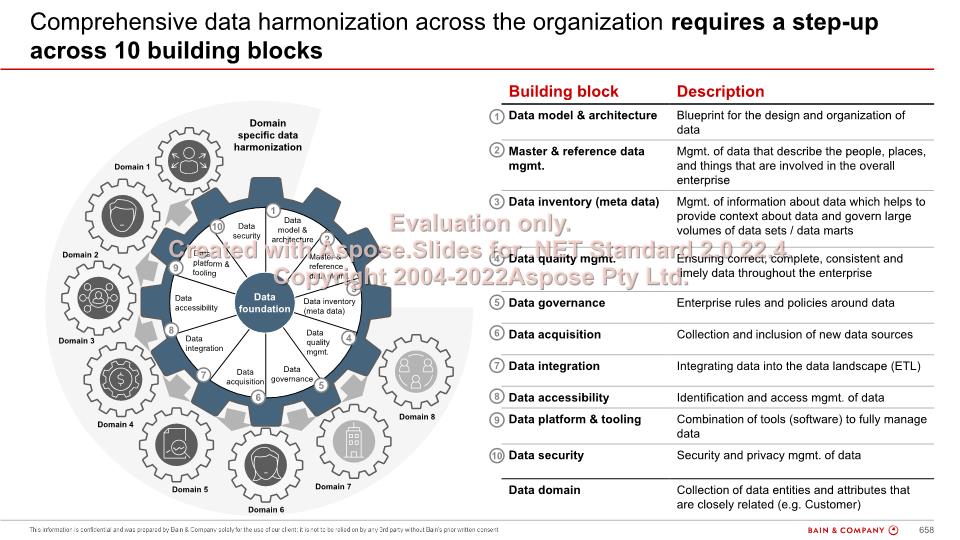 Comprehensive data harmonization across the organization requires a step-up
across 10 building blocks
Domain
specific data
harmonization
Domain 1
Domain 2
Domain 3
Domain 4
Domain 5
Domain 6
Domain 7
Domain 8
Data
foundation
1
Data
model &
architecture
2
Master &
reference
data
3
Data inventory
(meta data)
4
Data
quality
mgmt.
5
Data
governance
6
Data
acquisition
7
Data
integration
8
Data
accessibility
9
Data
platform &
tooling
10
Data
security
Building block Description
1 Data model & architecture Blueprint for the design and organization of
data
2 Master & reference data Mgmt. of data that describe the people, places,
mgmt. and things that are involved in the overall
enterprise
3 Data inventory (meta data) Mgmt. of information about data which helps to
provide context about data and govern large
volumes of data sets / data marts
4 Data quality mgmt. Ensuring correct, complete, consistent and
timely data throughout the enterprise
5 Data governance Enterprise rules and policies around data
6 Data acquisition Collection and inclusion of new data sources
7 Data integration Integrating data into the data landscape (ETL)
8 Data accessibility Identification and access mgmt. of data
9 Data platform & tooling Combination of tools (software) to fully manage
data
10 Data security Security and privacy mgmt. of data
Data domain Collection of data entities and attributes that
are closely related (e.g. Customer)
Evaluation only.
Created with Aspose.Slides for .NET Standard 2.0 22.4.
Copyright 2004-2022Aspose Pty Ltd.
This information is confidential and was prepared by Bain & Company solely for the use of our client; it is not to be relied on by any 3rd party without Bain's prior written consent
BAIN & COMPANY
658